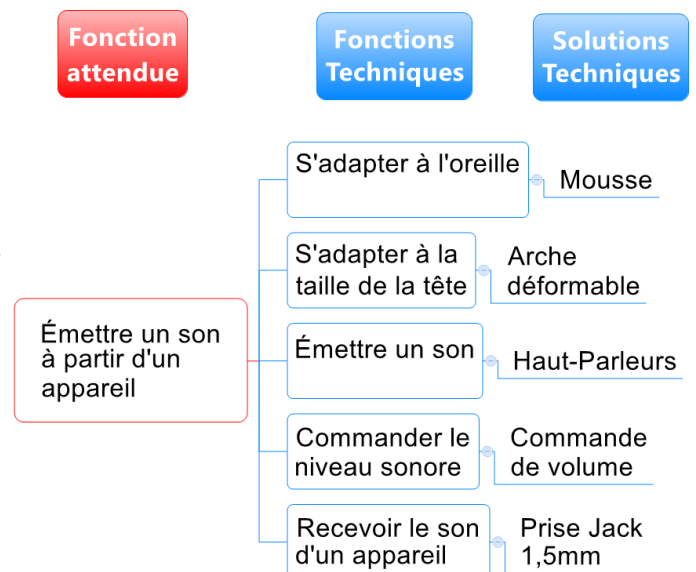 Fonction
attendue
Fonctions
Techniques
Solutions
Techniques
S'adapter à l'oreille
Mousse
S'adapter à la
taille de la tête
Arche
déformable
Émettre un son
à partir d'un
appareil
Émettre un son
Haut-Parleurs
Commander le
niveau sonore
Commande
de volume
Recevoir le son
d'un appareil
Prise Jack
1,5mm